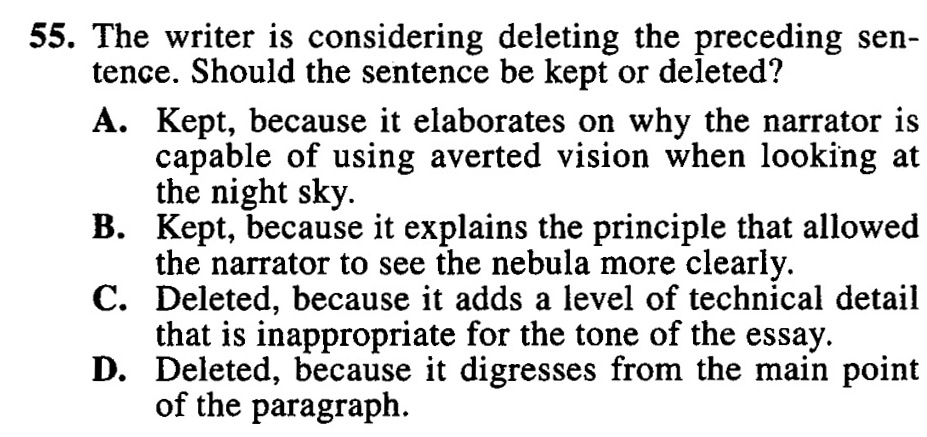 55. The writer is considering deleting the preceding sen-
tence. Should the sentence be kept or deleted?
A. Kept, because it elaborates on why the narrator is
capable of using averted vision when looking at
the night sky.
B. Kept, because it explains the principle that allowed
the narrator to see the nebula more clearly.
C. Deleted, because it adds a level of technical detail
that is inappropriate for the tone of the essay.
D. Deleted, because it digresses from the main point
of the paragraph.